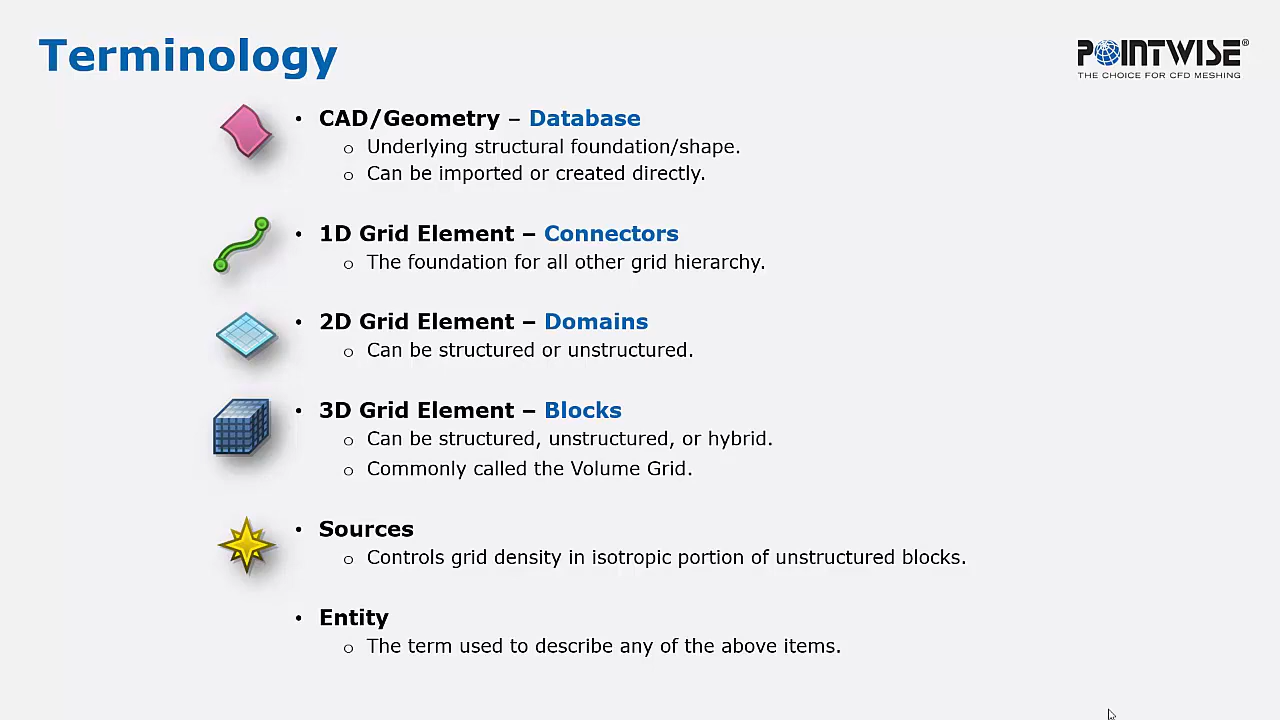 Terminology
POINTWISE®
THE CHOICE FOR CFD MESHING
• CAD/Geometry – Database
o Underlying structural foundation/shape.
o Can be imported or created directly.
• 1D Grid Element – Connectors
o The foundation for all other grid hierarchy.
• 2D Grid Element – Domains
o Can be structured or unstructured.
• 3D Grid Element – Blocks
o Can be structured, unstructured, or hybrid.
o Commonly called the Volume Grid.
• Sources
o Controls grid density in isotropic portion of unstructured blocks.
• Entity
o The term used to describe any of the above items.